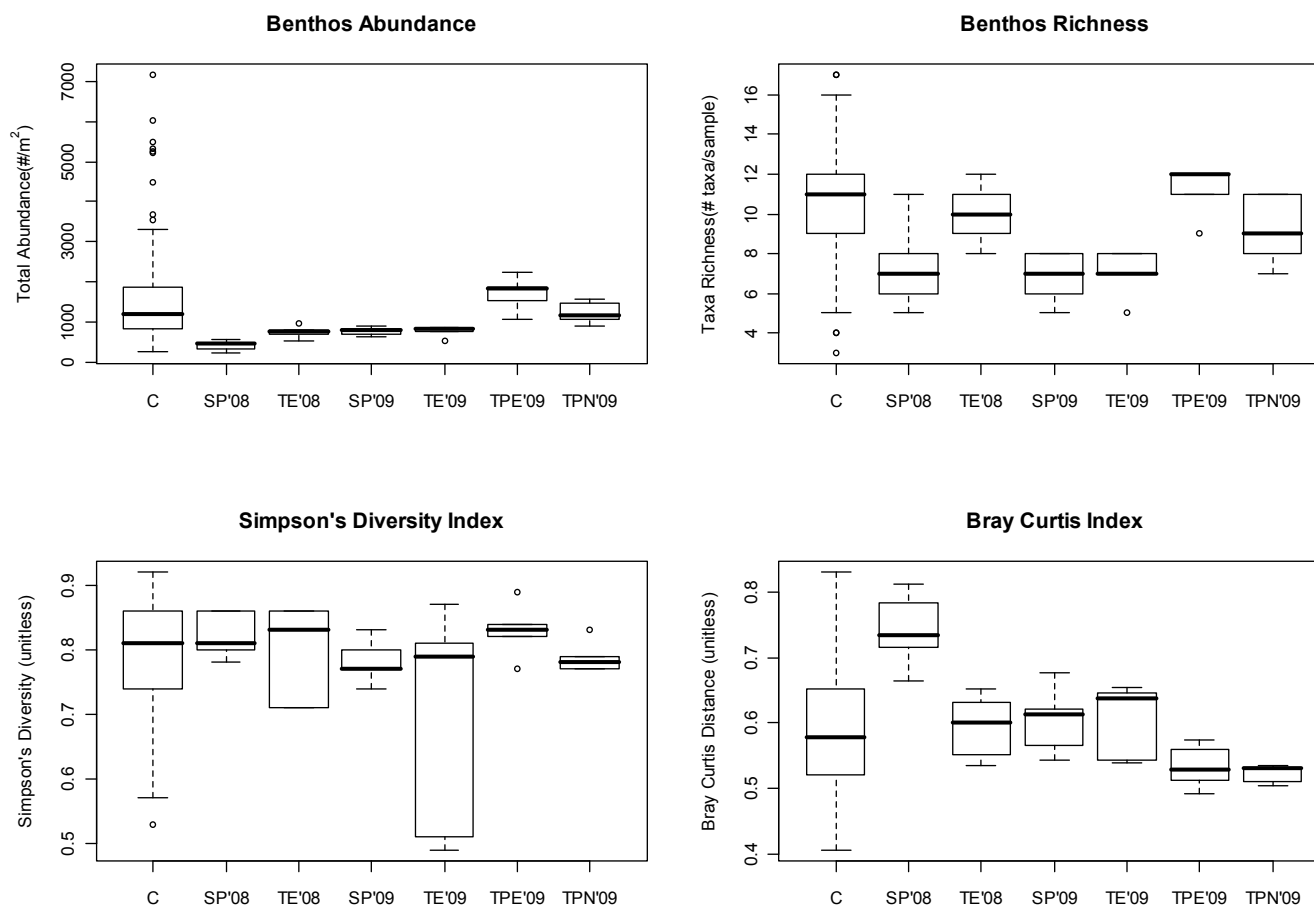 Benthos Abundance
Total Abundance(#/m²)
7000
5000
3000
1000
0
C SP'08 TE'08 SP'09 TE'09 TPE'09 TPN'09
Benthos Richness
Taxa Richness(# taxa/sample)
16
14
12
10
8
6
4
C SP'08 TE'08 SP'09 TE'09 TPE'09 TPN'09
Simpson's Diversity Index
Simpson's Diversity (unitless)
0.9
0.8
0.7
0.6
0.5
C SP'08 TE'08 SP'09 TE'09 TPE'09 TPN'09
Bray Curtis Index
Bray Curtis Distance (unitless)
0.8
0.7
0.6
0.5
0.4
C SP'08 TE'08 SP'09 TE'09 TPE'09 TPN'09